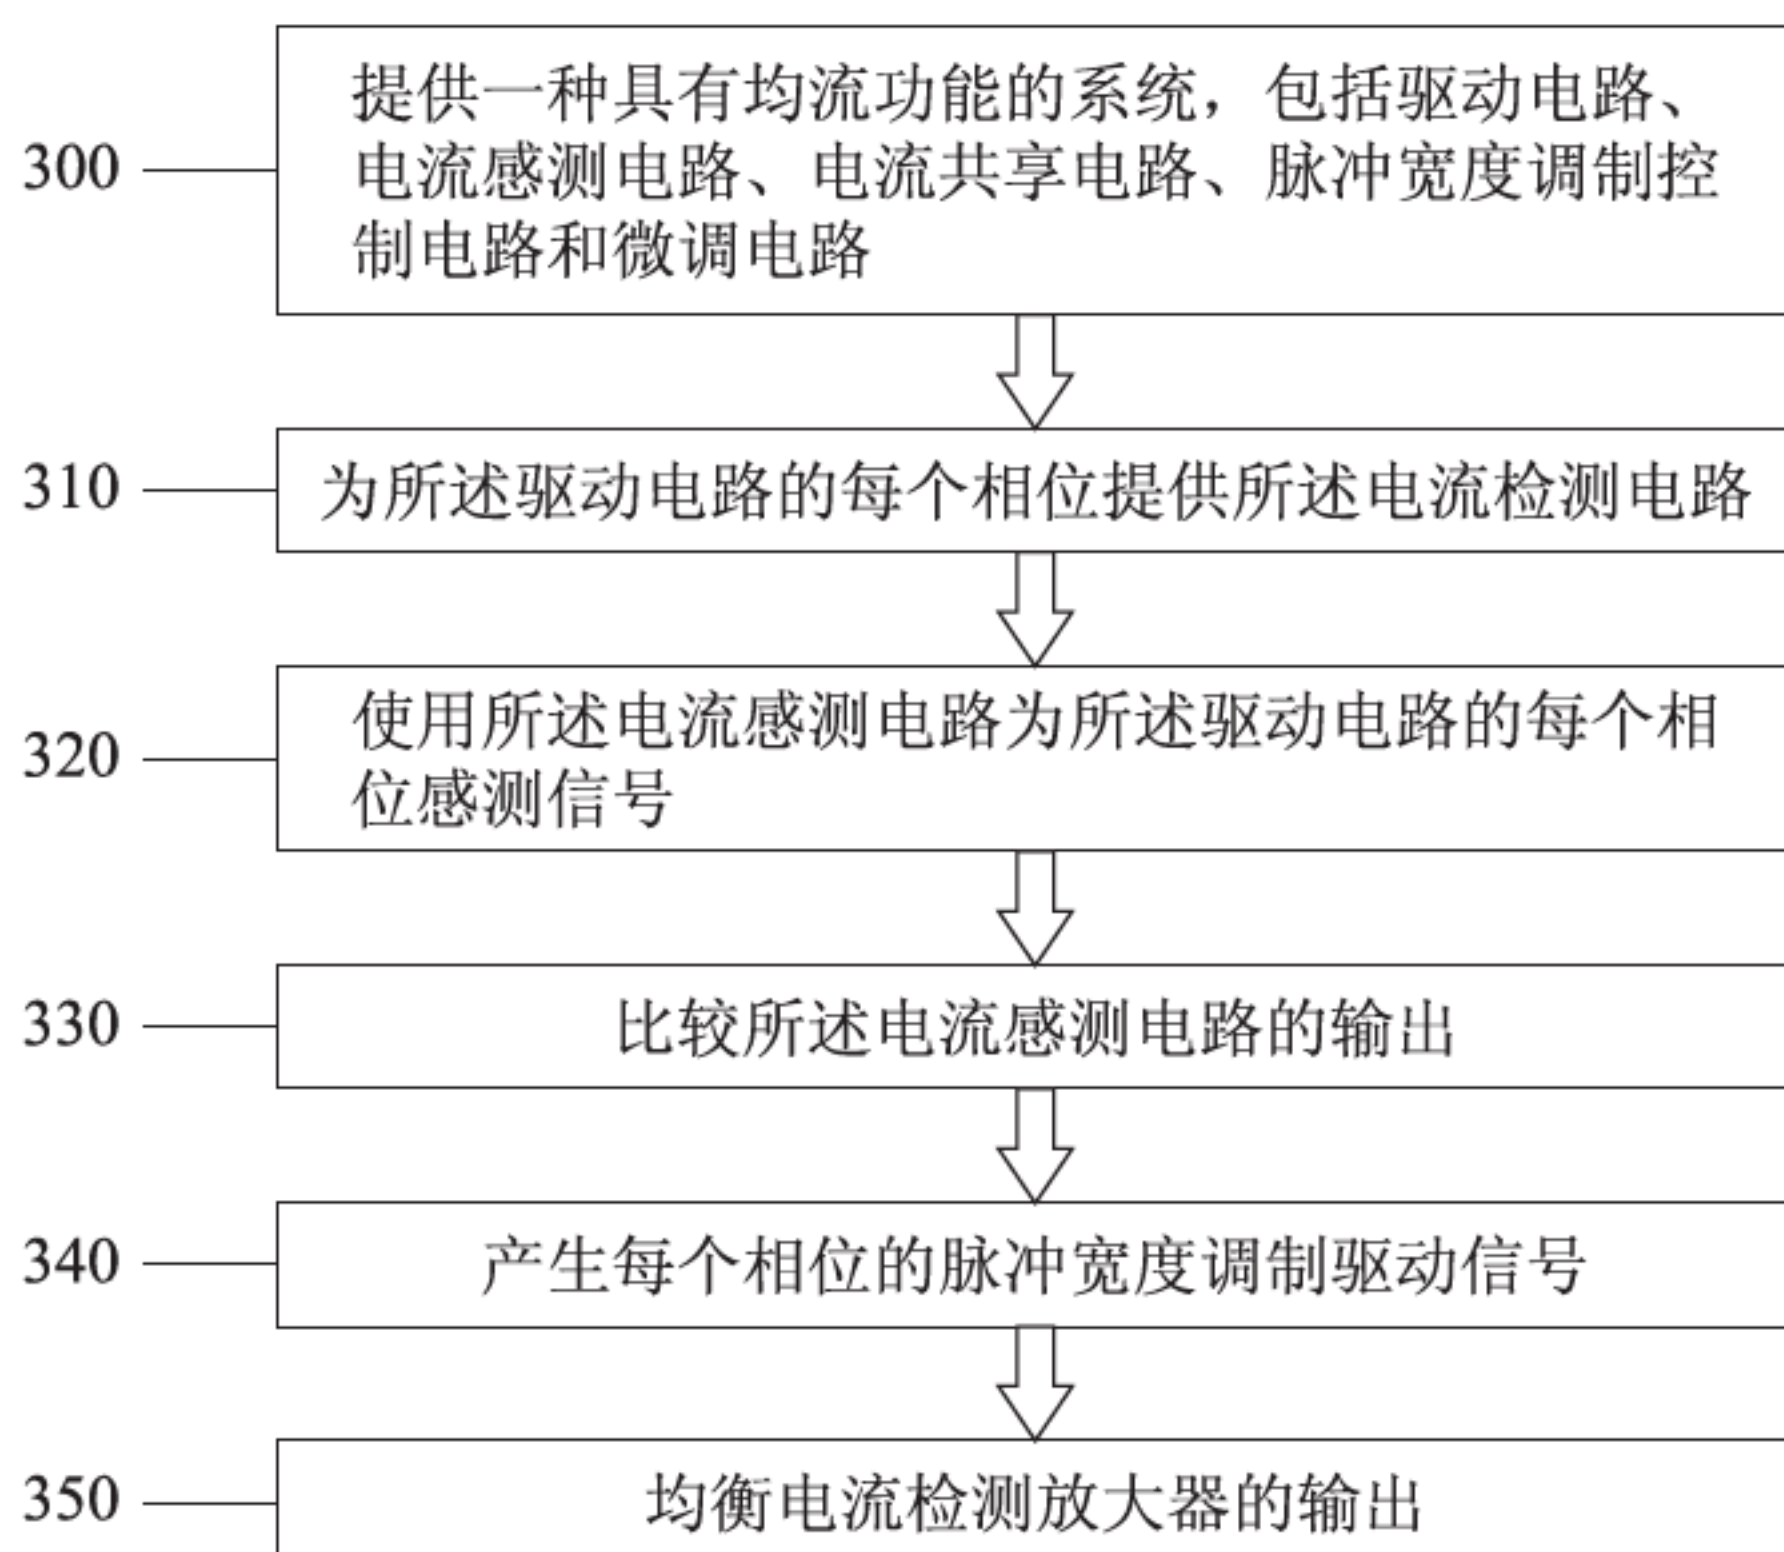 提供一种具有均流功能的系统，包括驱动电路、
300
电流感测电路、电流共享电路、脉冲宽度调制控
制电路和微调电路
310
为所述驱动电路的每个相位提供所述电流检测电路
320
使用所述电流感测电路为所述驱动电路的每个相
位感测信号
330
比较所述电流感测电路的输出
340
产生每个相位的脉冲宽度调制驱动信号
350
均衡电流检测放大器的输出